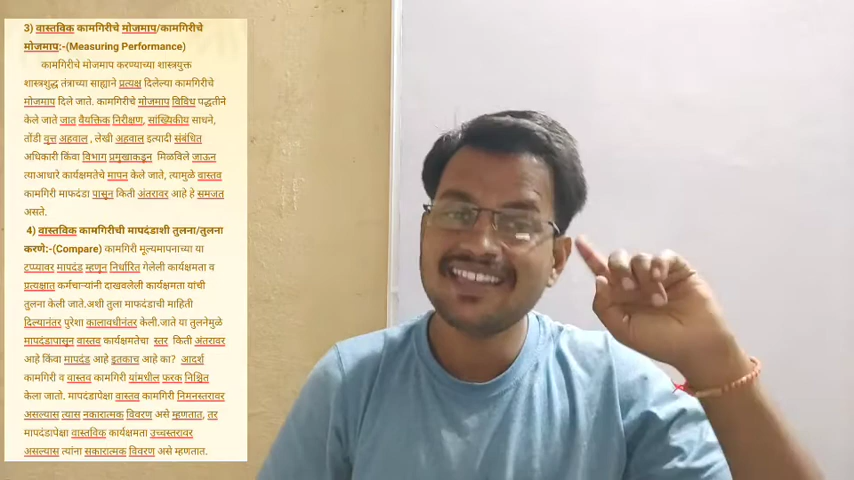 3) वास्तविक कामगिरीचे मोजमाप/कामगिरीचे
मोजमाप:-(Measuring Performance)
कामगिरीचे मोजमाप करण्याच्या शास्त्रयुक्त
शास्त्रशुद्ध तंत्राच्या साह्याने प्रत्यक्ष दिलेल्या कामगिरीचे
मोजमाप दिले जाते. कामगिरीचे मोजमाप विविध पद्धतीने
केले जाते जात वैयक्तिक निरीक्षण, सांख्यिकीय साधने,
तोंडी वृत्त अहवाल , लेखी अहवाल इत्यादी संबंधित
अधिकारी किंवा विभाग प्रमुखाकडून मिळविले जाऊन
त्याआधारे कार्यक्षमतेचे मापन केले जाते, त्यामुळे वास्तव
कामगिरी माफदंडा पासून किती अंतरावर आहे हे समजत
असते.
4) वास्तविक कामगिरीची मापदंडाशी तुलना/तुलना
करणे:-(Compare) कामगिरी मूल्यमापनाच्या या
टप्प्यावर मापदंड म्हणून निर्धारित गेलेली कार्यक्षमता व
प्रत्यक्षात कर्मचाऱ्यांनी दाखवलेली कार्यक्षमता यांची
तुलना केली जाते.अशी तुला माफदंडाची माहिती
दिल्यानंतर पुरेशा कालावधीनंतर केली.जाते या तुलनेमुळे
मापदंडापासून वास्तव कार्यक्षमतेचा स्तर किती अंतरावर
आहे किंवा मापदंड आहे इतकाच आहे का? आदर्श
कामगिरी व वास्तव कामगिरी यांमधील फरक निश्चित
केला जातो. मापदंडापेक्षा वास्तव कामगिरी निमनस्तरावर
असल्यास त्यास नकारात्मक विवरण असे म्हणतात, तर
मापदंडापेक्षा वास्तविक कार्यक्षमता उच्चस्तरावर
असल्यास त्यांना सकारात्मक विवरण असे म्हणतात.